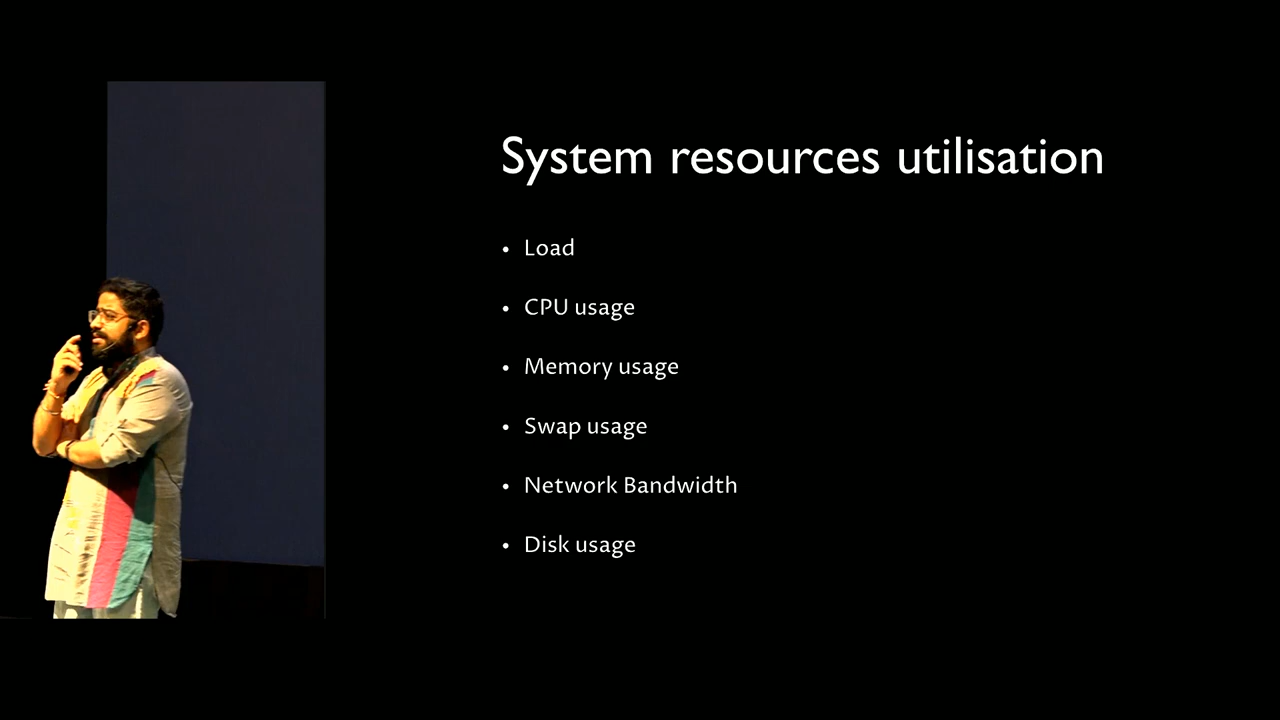 System resources utilisation
• Load
• CPU usage
• Memory usage
• Swap usage
• Network Bandwidth
• Disk usage